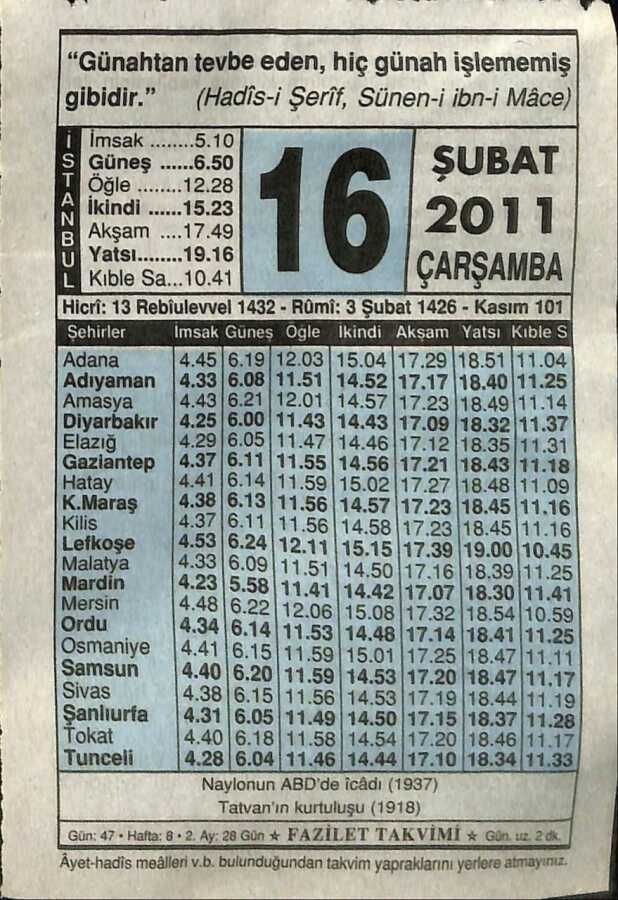 “Günahtan tevbe eden, hiç günah işlememiş
gibidir.” (Hadîs-i Şerîf, Sünen-i ibn-i Mâce)
İSTANBUL
İmsak ........5.10
Güneş ......6.50
Öğle ........12.28
İkindi ......15.23
Akşam ....17.49
Yatsı........19.16
Kıble Sa...10.41
16
ŞUBAT
2011
ÇARŞAMBA
Hicrî: 13 Rebîulevvel 1432 - Rûmî: 3 Şubat 1426 - Kasım 101
Şehirler İmsak Güneş Öğle İkindi Akşam Yatsı Kıble S
Adana 4.45 6.19 12.03 15.04 17.29 18.51 11.04
Adıyaman 4.33 6.08 11.51 14.52 17.17 18.40 11.25
Amasya 4.43 6.21 12.01 14.57 17.23 18.49 11.14
Diyarbakır 4.25 6.00 11.43 14.43 17.09 18.32 11.37
Elazığ 4.29 6.05 11.47 14.46 17.12 18.35 11.31
Gaziantep 4.37 6.11 11.55 14.56 17.21 18.43 11.18
Hatay 4.41 6.14 11.59 15.02 17.27 18.48 11.09
K.Maraş 4.38 6.13 11.56 14.57 17.23 18.45 11.16
Kilis 4.37 6.11 11.56 14.58 17.23 18.45 11.16
Lefkoşe 4.53 6.24 12.11 15.15 17.39 19.00 10.45
Malatya 4.33 6.09 11.51 14.50 17.16 18.39 11.25
Mardin 4.23 5.58 11.41 14.42 17.07 18.30 11.41
Mersin 4.48 6.22 12.06 15.08 17.32 18.54 10.59
Ordu 4.34 6.14 11.53 14.48 17.14 18.41 11.25
Osmaniye 4.41 6.15 11.59 15.01 17.25 18.47 11.11
Samsun 4.40 6.20 11.59 14.53 17.20 18.47 11.17
Sivas 4.38 6.15 11.56 14.53 17.19 18.44 11.19
Şanlıurfa 4.31 6.05 11.49 14.50 17.15 18.37 11.28
Tokat 4.40 6.18 11.58 14.54 17.20 18.46 11.17
Tunceli 4.28 6.04 11.46 14.44 17.10 18.34 11.33
Naylonun ABD'de îcâdı (1937)
Tatvan'ın kurtuluşu (1918)
Gün: 47 • Hafta: 8 • 2. Ay: 28 Gün ★ FAZİLET TAKVİMİ ★ Gün. uz. 2 dk.
Âyet-hadîs meâlleri v.b. bulunduğundan takvim yapraklarını yerlere atmayınız.